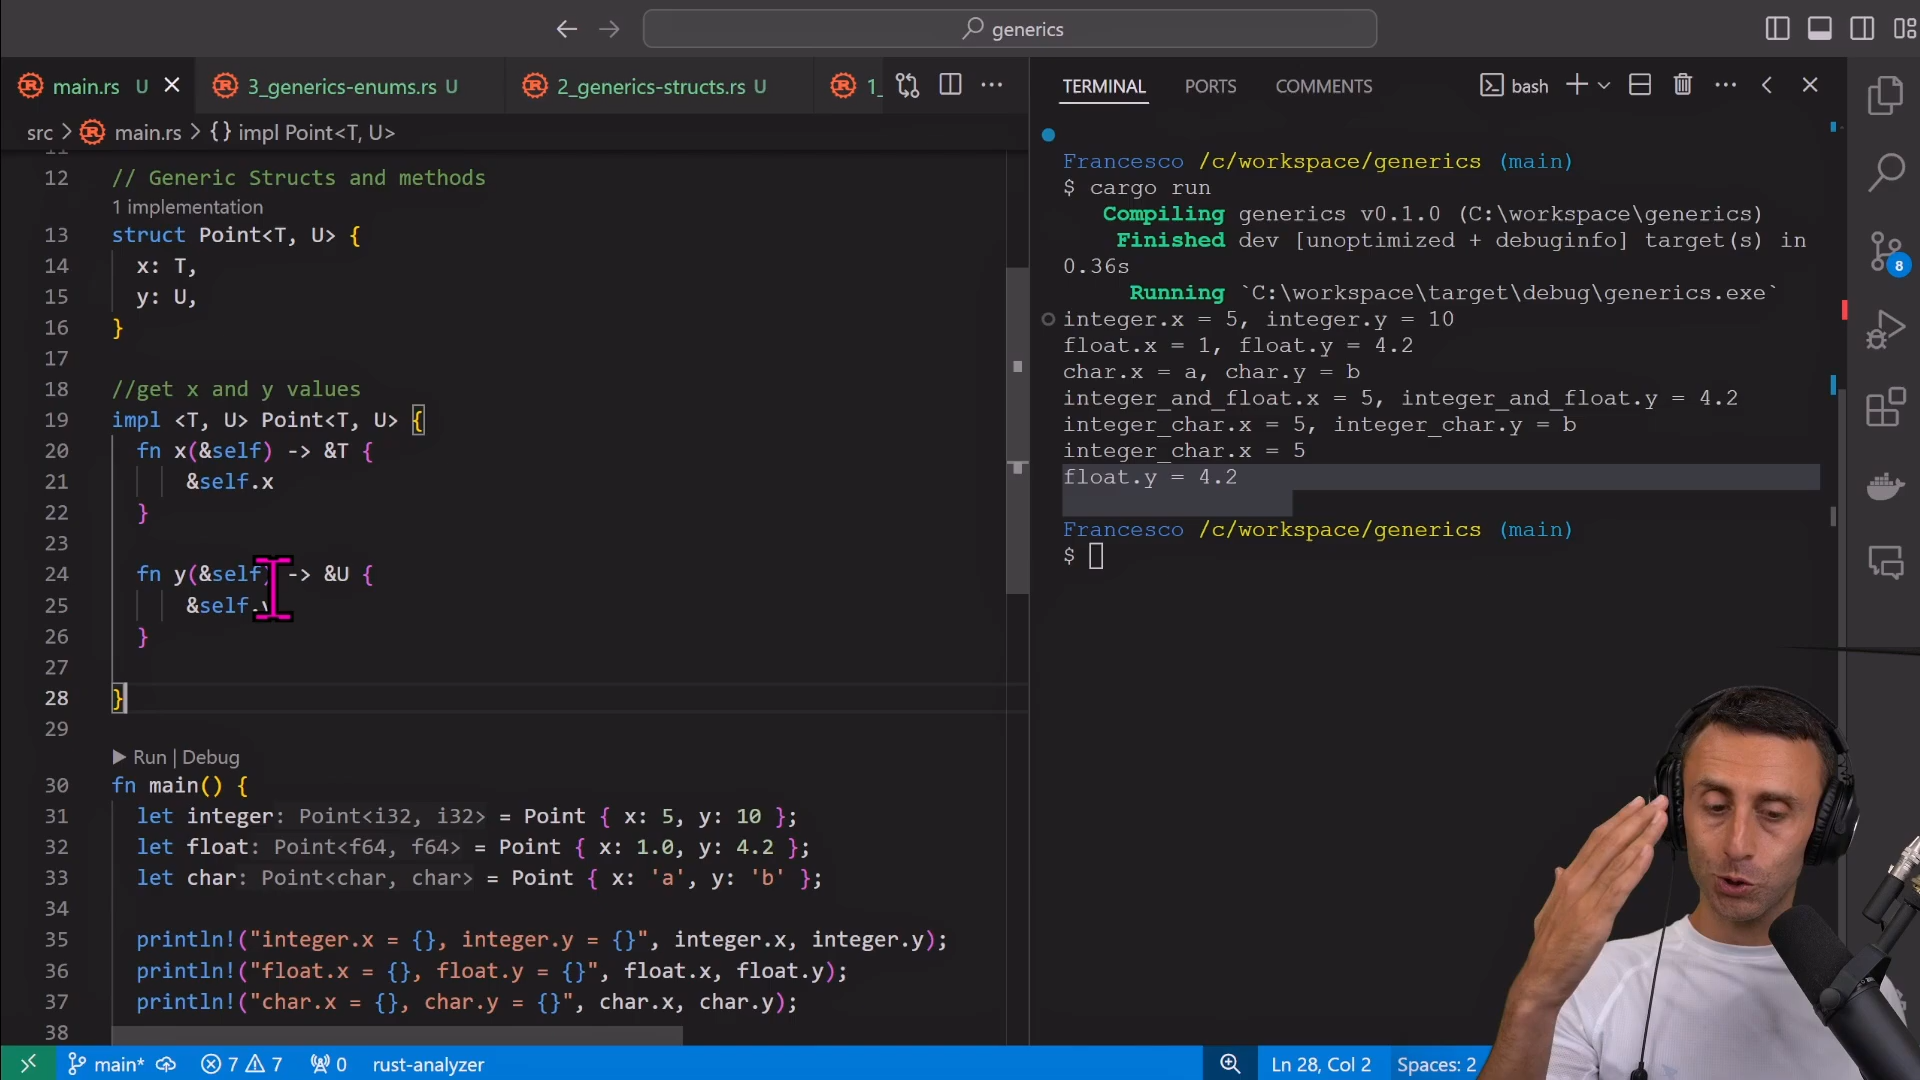 generics
main.rs U
3_generics-enums.rs U
2_generics-structs.rs U
1_
TERMINAL
PORTS
COMMENTS
bash
src > main.rs > {} impl Point<T, U>
12 // Generic Structs and methods
1 implementation
13 struct Point<T, U> {
14 x: T,
15 y: U,
16 }
17
18 //get x and y values
19 impl <T, U> Point<T, U> {
20 fn x(&self) -> &T {
21 &self.x
22 }
23
24 fn y(&self) -> &U {
25 &self.y
26 }
27
28 }
29
Run | Debug
30 fn main() {
31 let integer: Point<i32, i32> = Point { x: 5, y: 10 };
32 let float: Point<f64, f64> = Point { x: 1.0, y: 4.2 };
33 let char: Point<char, char> = Point { x: 'a', y: 'b' };
34
35 println!("integer.x = {}, integer.y = {}", integer.x, integer.y);
36 println!("float.x = {}, float.y = {}", float.x, float.y);
37 println!("char.x = {}, char.y = {}", char.x, char.y);
38
Francesco /c/workspace/generics (main)
$ cargo run
Compiling generics v0.1.0 (C:\workspace\generics)
Finished dev [unoptimized + debuginfo] target(s) in
0.36s
Running `C:\workspace\target\debug\generics.exe`
integer.x = 5, integer.y = 10
float.x = 1, float.y = 4.2
char.x = a, char.y = b
integer_and_float.x = 5, integer_and_float.y = 4.2
integer_char.x = 5, integer_char.y = b
integer_char.x = 5
float.y = 4.2
Francesco /c/workspace/generics (main)
$
8
main*
7
7
0
rust-analyzer
Ln 28, Col 2
Spaces: 2